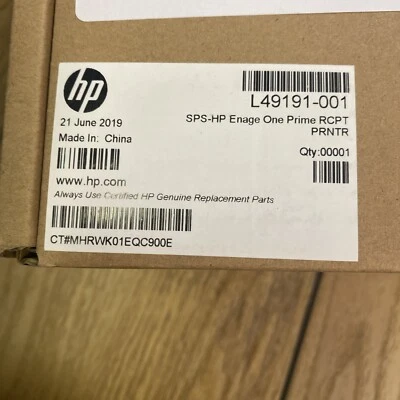 hp
L49191-001
21 June 2019
SPS-HP Enage One Prime RCPT
PRNTR
Made In: China
Qty:00001
www.hp.com
Always Use Certified HP Genuine Replacement Parts
CT#MHRWK01EQC900E